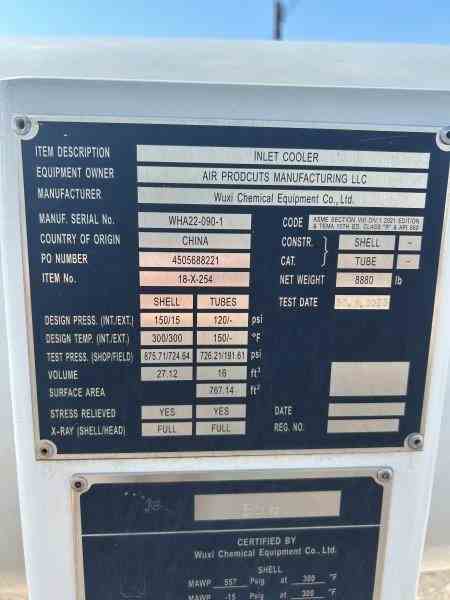 ITEM DESCRIPTION INLET COOLER
EQUIPMENT OWNER AIR PRODCUTS MANUFACTURING LLC
MANUFACTURER Wuxi Chemical Equipment Co., Ltd.
MANUF. SERIAL No. WHA22-090-1
CODE ASME SECTION VIII DIV.1 2021 EDITION
& TEMA 10TH ED. CLASS "R" & API 660
COUNTRY OF ORIGIN CHINA
CONSTR. SHELL -
PO NUMBER 4505688221
CAT. TUBE -
ITEM No. 18-X-254
NET WEIGHT 8880 lb
SHELL TUBES
TEST DATE
DESIGN PRESS. (INT./EXT.) 150/15 120/- psi
DESIGN TEMP. (INT/EXT.) 300/300 150/- °F
TEST PRESS. (SHOP/FIELD) 675.71/724.64 726.21/191.61 psi
VOLUME 27.12 16 ft³
SURFACE AREA 767.14 ft²
STRESS RELIEVED YES YES
DATE
X-RAY (SHELL/HEAD) FULL FULL
REG. NO.
CERTIFIED BY
Wuxi Chemical Equipment Co., Ltd.
SHELL
MAWP 557 Psig at 300 °F
MAWP -15 Psig at 300 °F